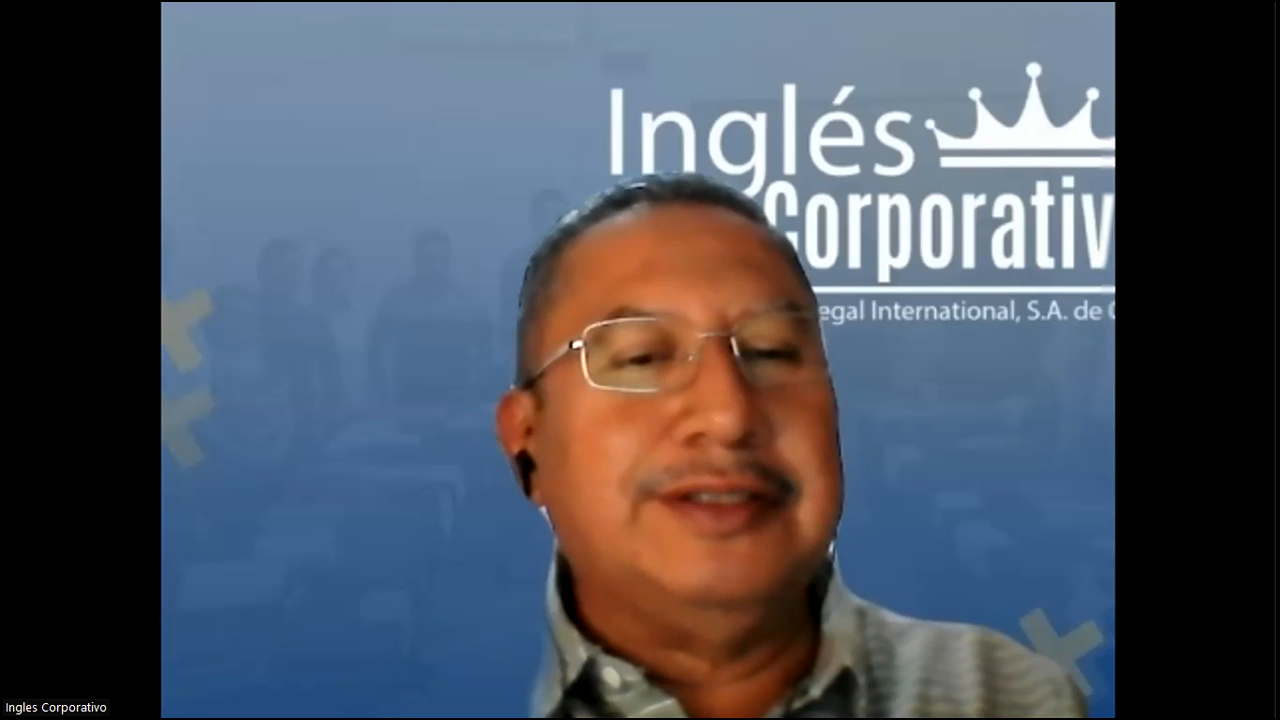 Inglés
Corporativ
egal International, S.A. de C
Ingles Corporativo